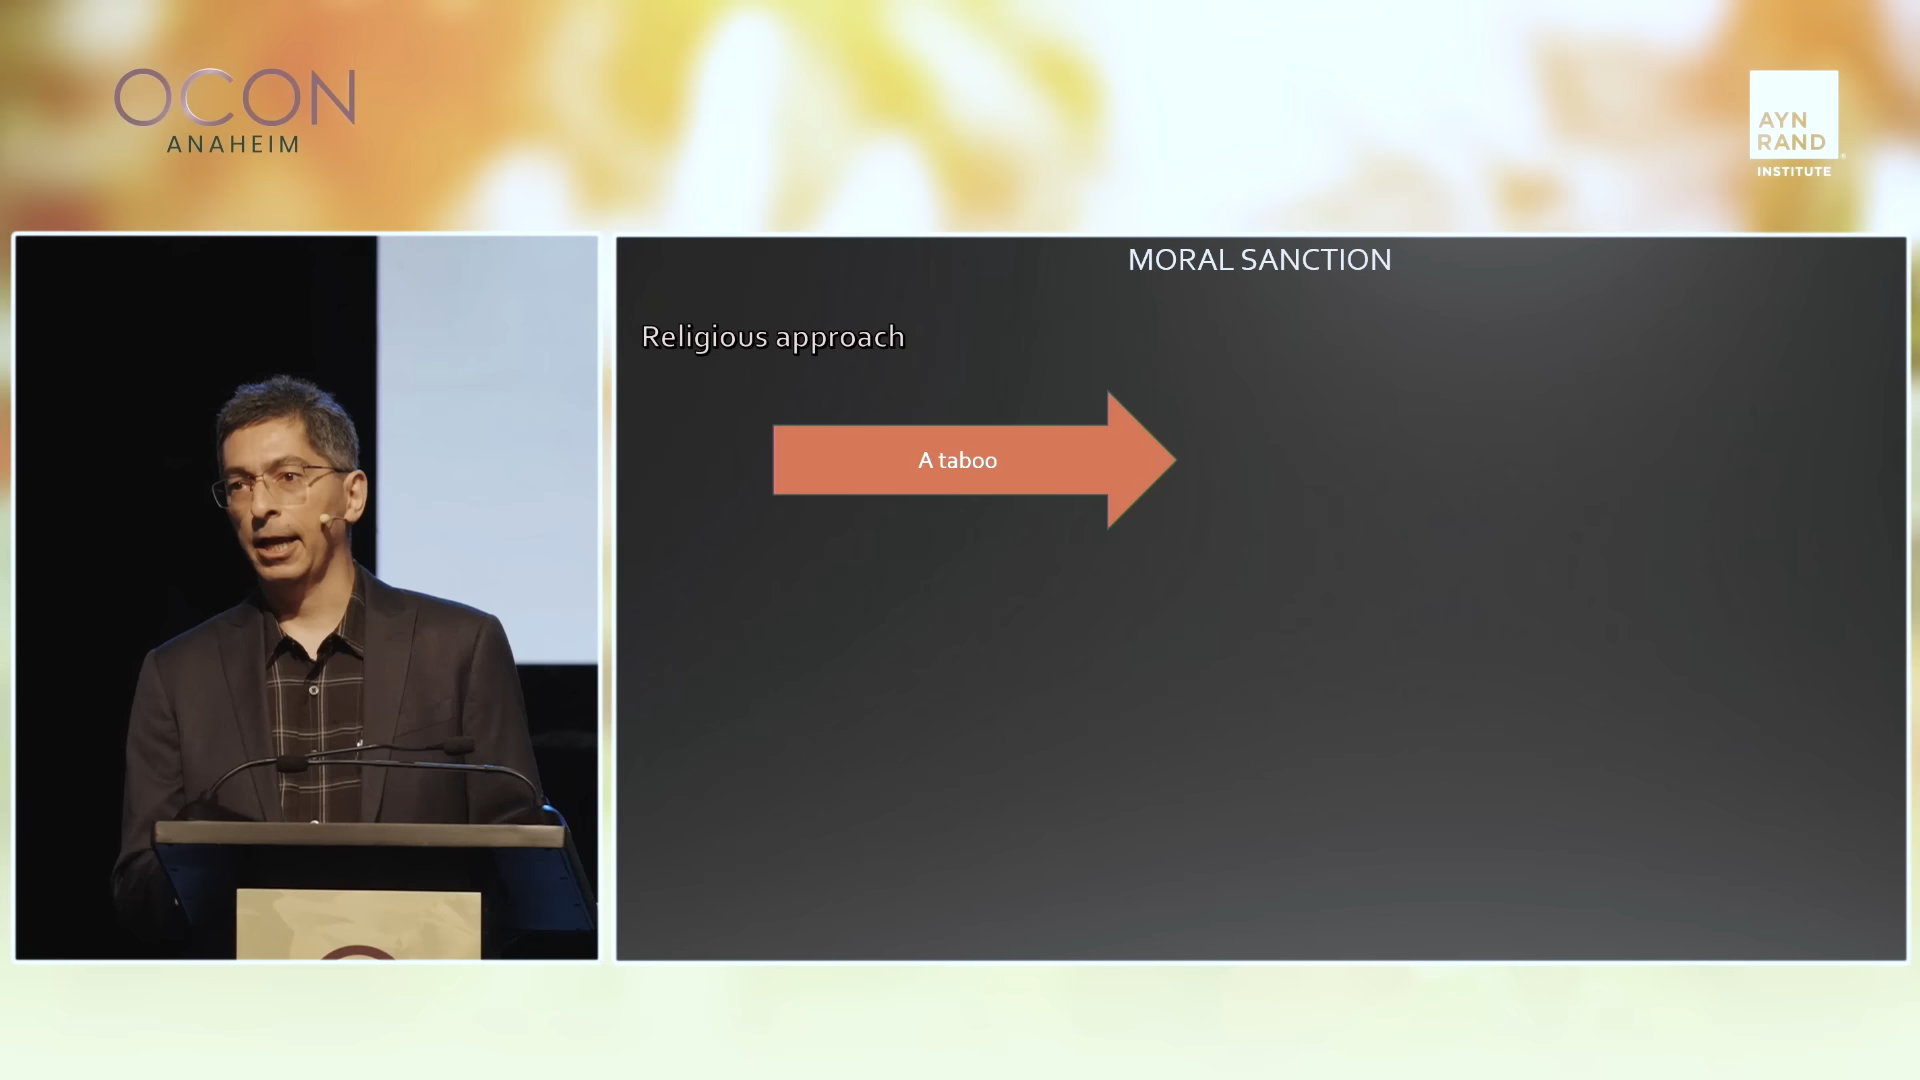 OCON
ANAHEIM
AYN
RAND
INSTITUTE
MORAL SANCTION
Religious approach
A taboo